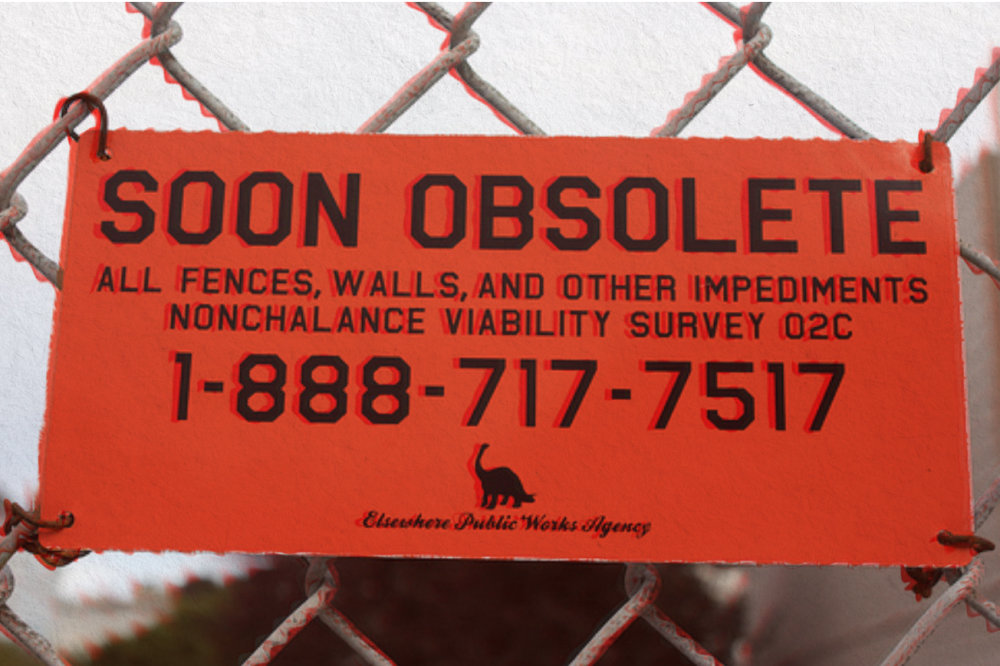 SOON OBSOLETE
ALL FENCES, WALLS, AND OTHER IMPEDIMENTS
NONCHALANCE VIABILITY SURVEY 02C
1-888-717-7517
Elsewhere Public Works Agency